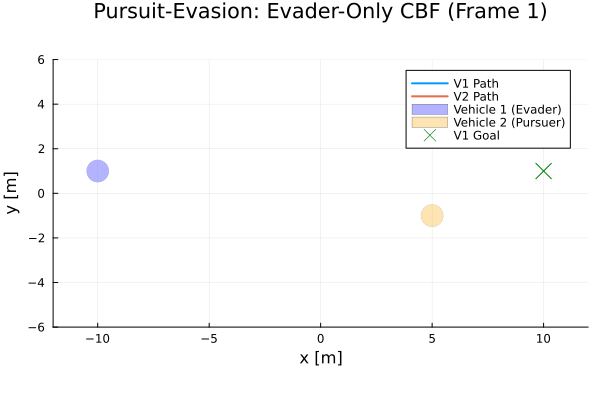 Pursuit-Evasion: Evader-Only CBF (Frame 1)
6
4
2
0
−2
−4
−6
y [m]
V1 Path
V2 Path
Vehicle 1 (Evader)
Vehicle 2 (Pursuer)
V1 Goal
−10
−5
0
5
10
x [m]